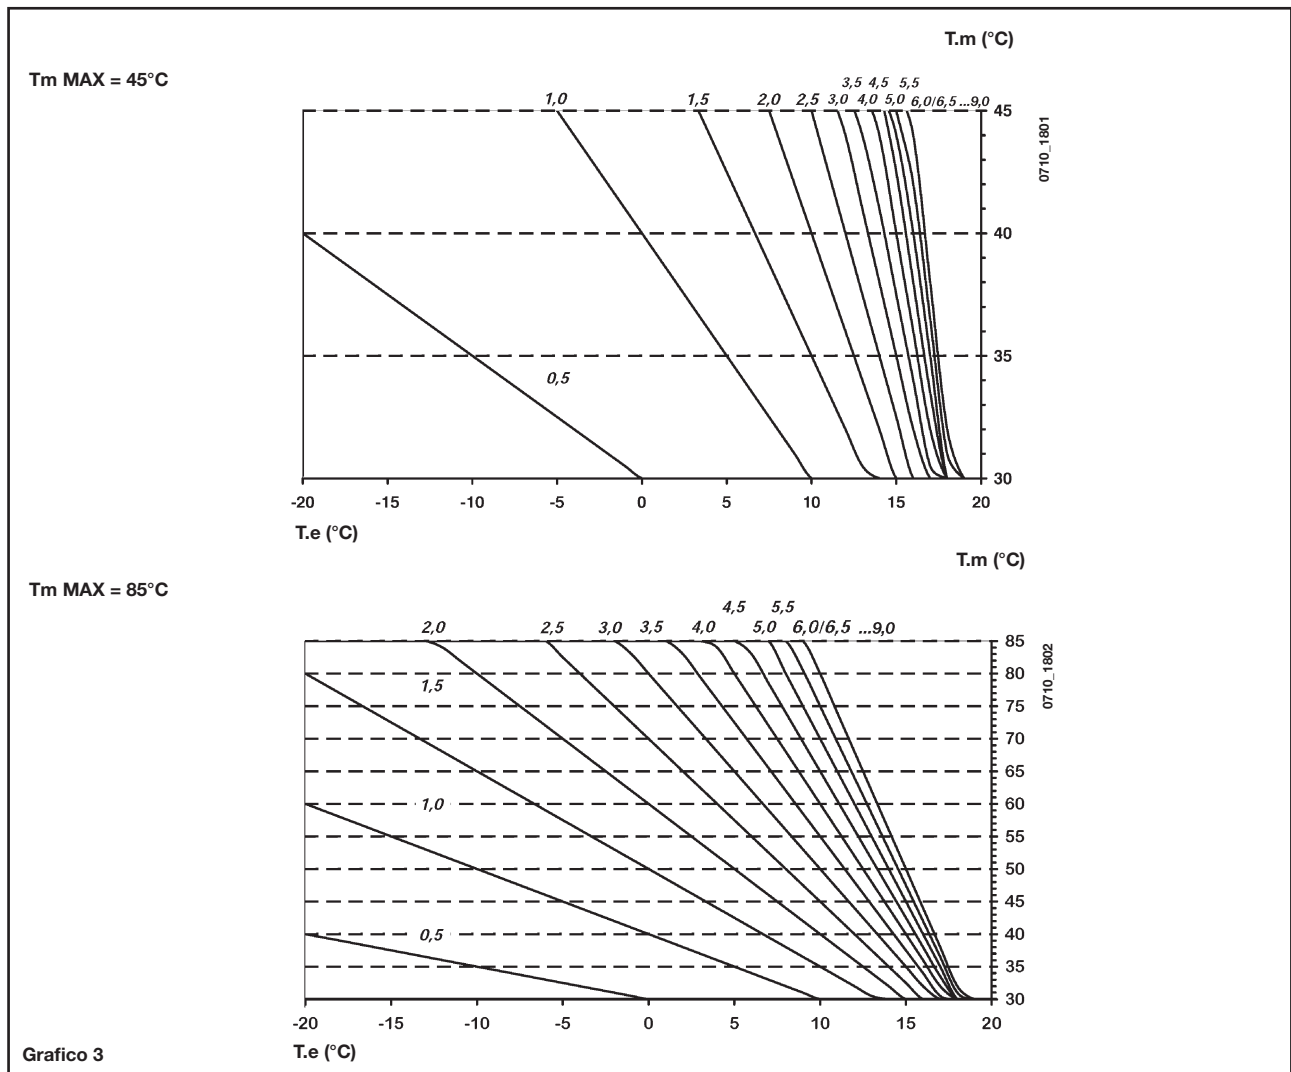 T.m (°C)
Tm MAX = 45°C
3,5 4,5 5,5
1,0 1,5 2,0 2,5 3,0 4,0 5,0 6,0/6,5 ...9,0
45
0710_1801
40
35
0,5
30
-20 -15 -10 -5 0 5 10 15 20
T.e (°C)
T.m (°C)
Tm MAX = 85°C
4,5 5,5
2,0 2,5 3,0 3,5 4,0 5,0 6,0/6,5 ...9,0
85
0710_1802
80
1,5
75
70
65
1,0 60
55
50
45
0,5 40
35
30
-20 -15 -10 -5 0 5 10 15 20
T.e (°C)
Grafico 3